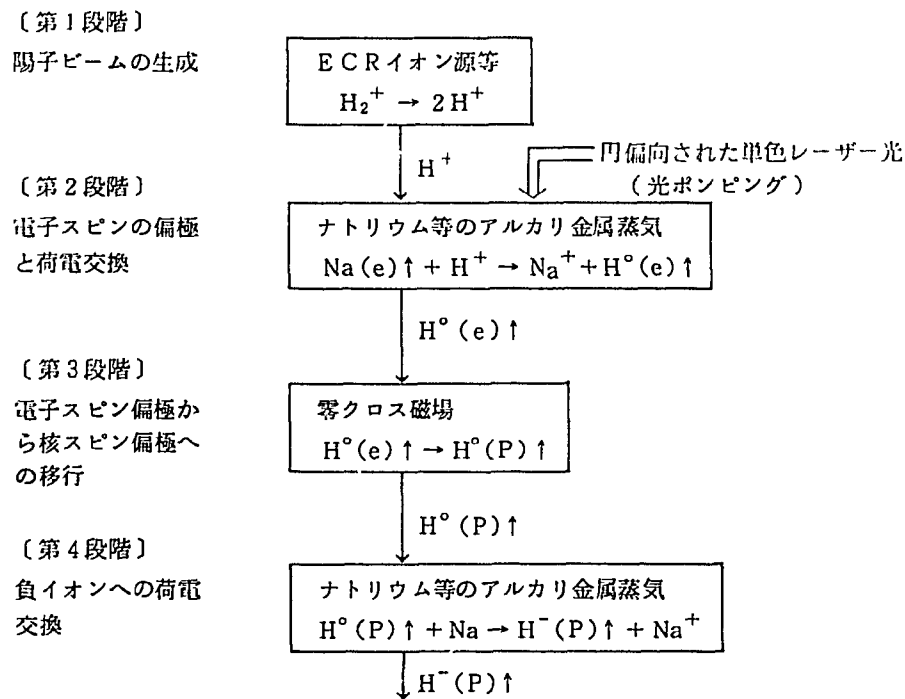 〔第1段階〕
陽子ビームの生成
ECRイオン源等
H₂⁺ → 2H⁺
H⁺
円偏向された単色レーザー光
（光ポンピング）
〔第2段階〕
電子スピンの偏極
と荷電交換
ナトリウム等のアルカリ金属蒸気
Na(e)↑ + H⁺ → Na⁺ + H°(e)↑
H°(e)↑
〔第3段階〕
電子スピン偏極か
ら核スピン偏極へ
の移行
零クロス磁場
H°(e)↑ → H°(P)↑
H°(P)↑
〔第4段階〕
負イオンへの荷電
交換
ナトリウム等のアルカリ金属蒸気
H°(P)↑ + Na → H⁻(P)↑ + Na⁺
H⁻(P)↑